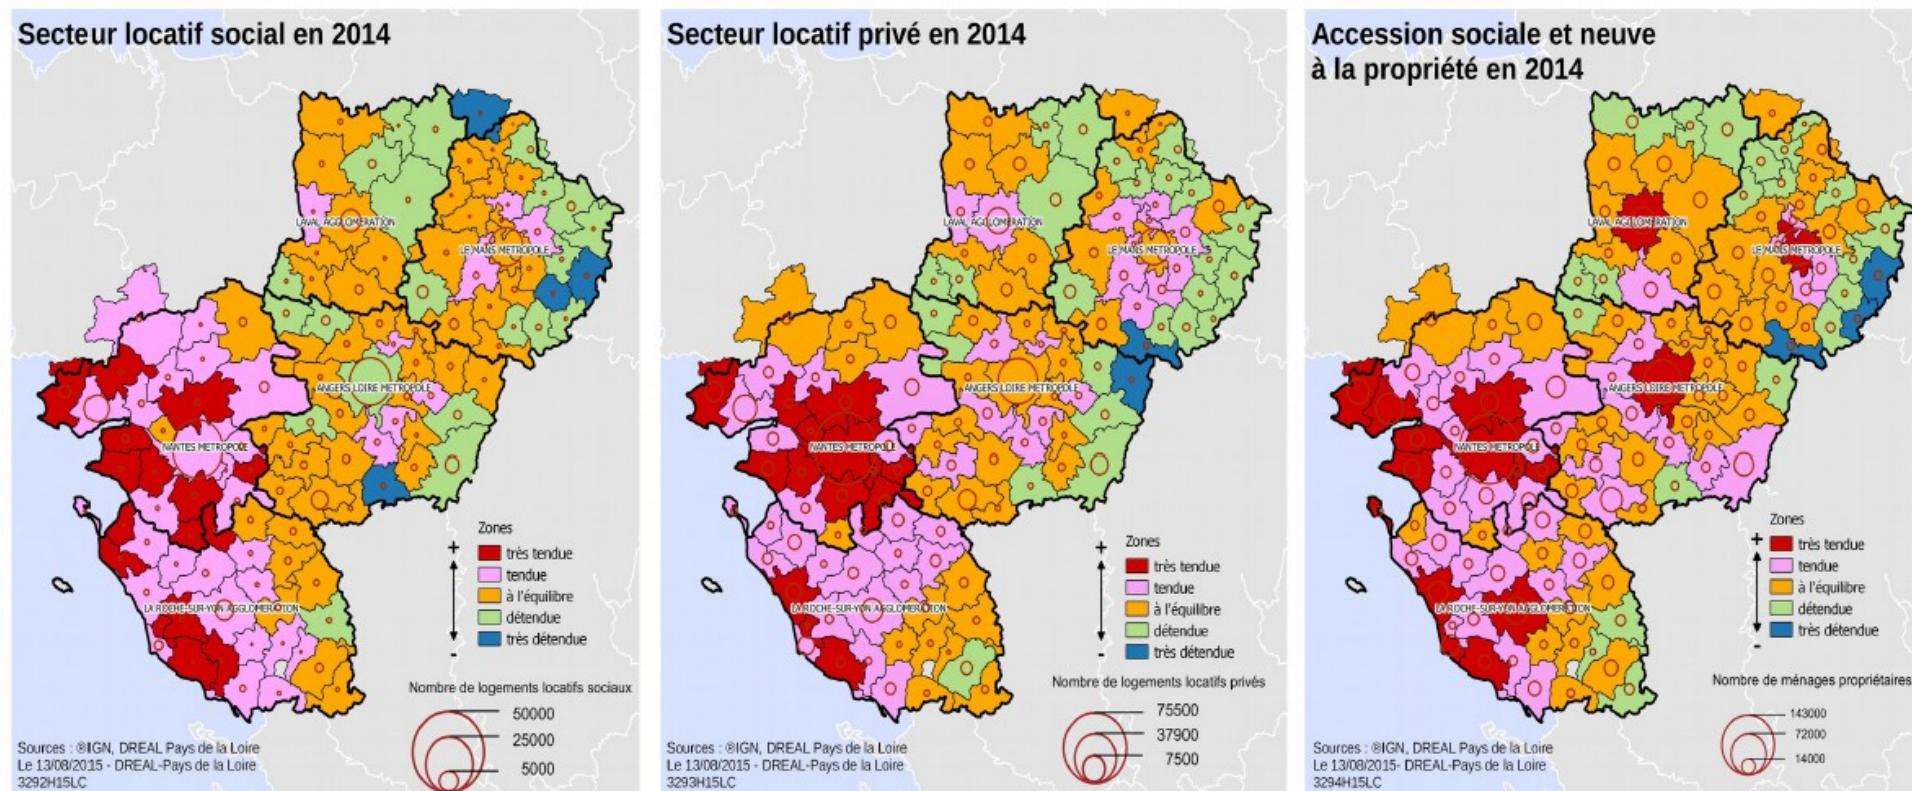 Secteur locatif social en 2014
LAVAL AGGLOMERATION
LE MANS METROPOLE
ANGERS LOIRE METROPOLE
NANTES METROPOLE
LA ROCHE-SUR-YON AGGLOMERATION
Zones
+
très tendue
tendue
à l'équilibre
détendue
très détendue
-
Nombre de logements locatifs sociaux
50000
25000
5000
Sources : ®IGN, DREAL Pays de la Loire
Le 13/08/2015 - DREAL-Pays de la Loire
3292H15LC
Secteur locatif privé en 2014
LAVAL AGGLOMERATION
LE MANS METROPOLE
ANGERS LOIRE METROPOLE
NANTES METROPOLE
LA ROCHE-SUR-YON AGGLOMERATION
Zones
+
très tendue
tendue
à l'équilibre
détendue
très détendue
-
Nombre de logements locatifs privés
75500
37900
7500
Sources : ®IGN, DREAL Pays de la Loire
Le 13/08/2015 - DREAL-Pays de la Loire
3293H15LC
Accession sociale et neuve
à la propriété en 2014
LAVAL AGGLOMERATION
LE MANS METROPOLE
ANGERS LOIRE METROPOLE
NANTES METROPOLE
LA ROCHE-SUR-YON AGGLOMERATION
Zones
+
très tendue
tendue
à l'équilibre
détendue
très détendue
-
Nombre de ménages propriétaires
143000
72000
14000
Sources : ®IGN, DREAL Pays de la Loire
Le 13/08/2015- DREAL-Pays de la Loire
3294H15LC